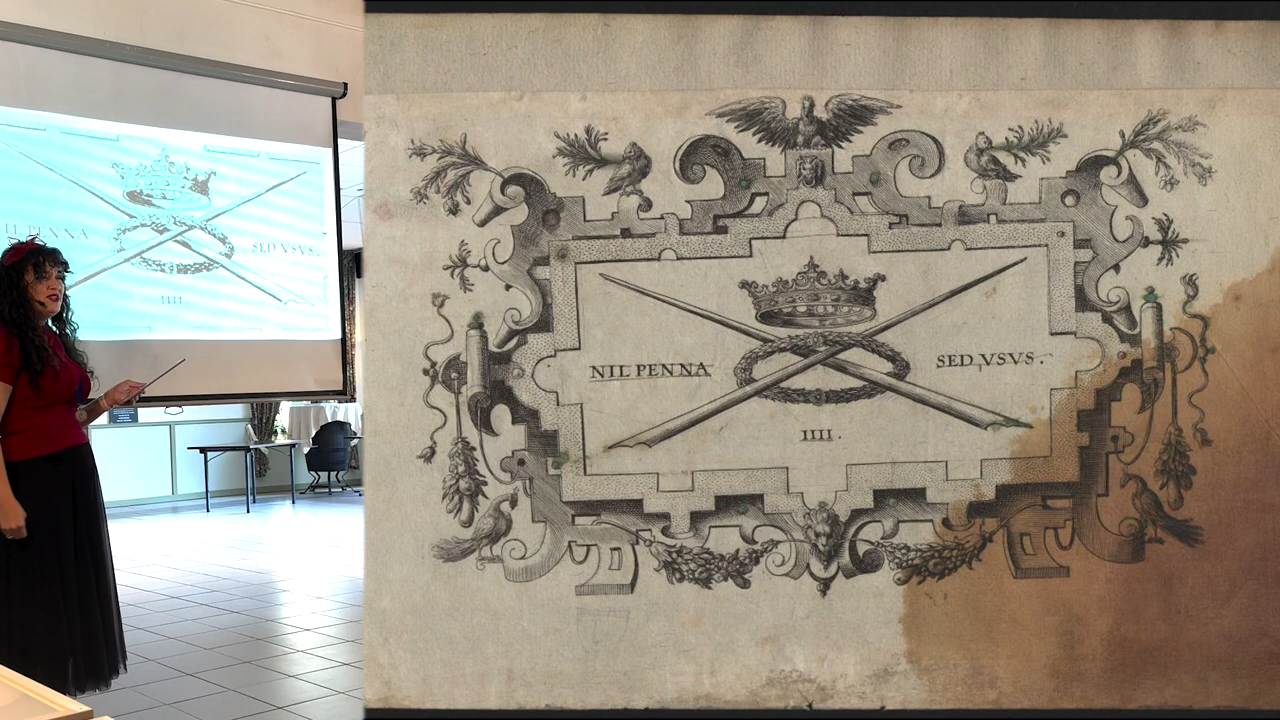 NIL PENNA
SED VSVS.
IIII
NIL PENNA SED, VSVS.
IIII.